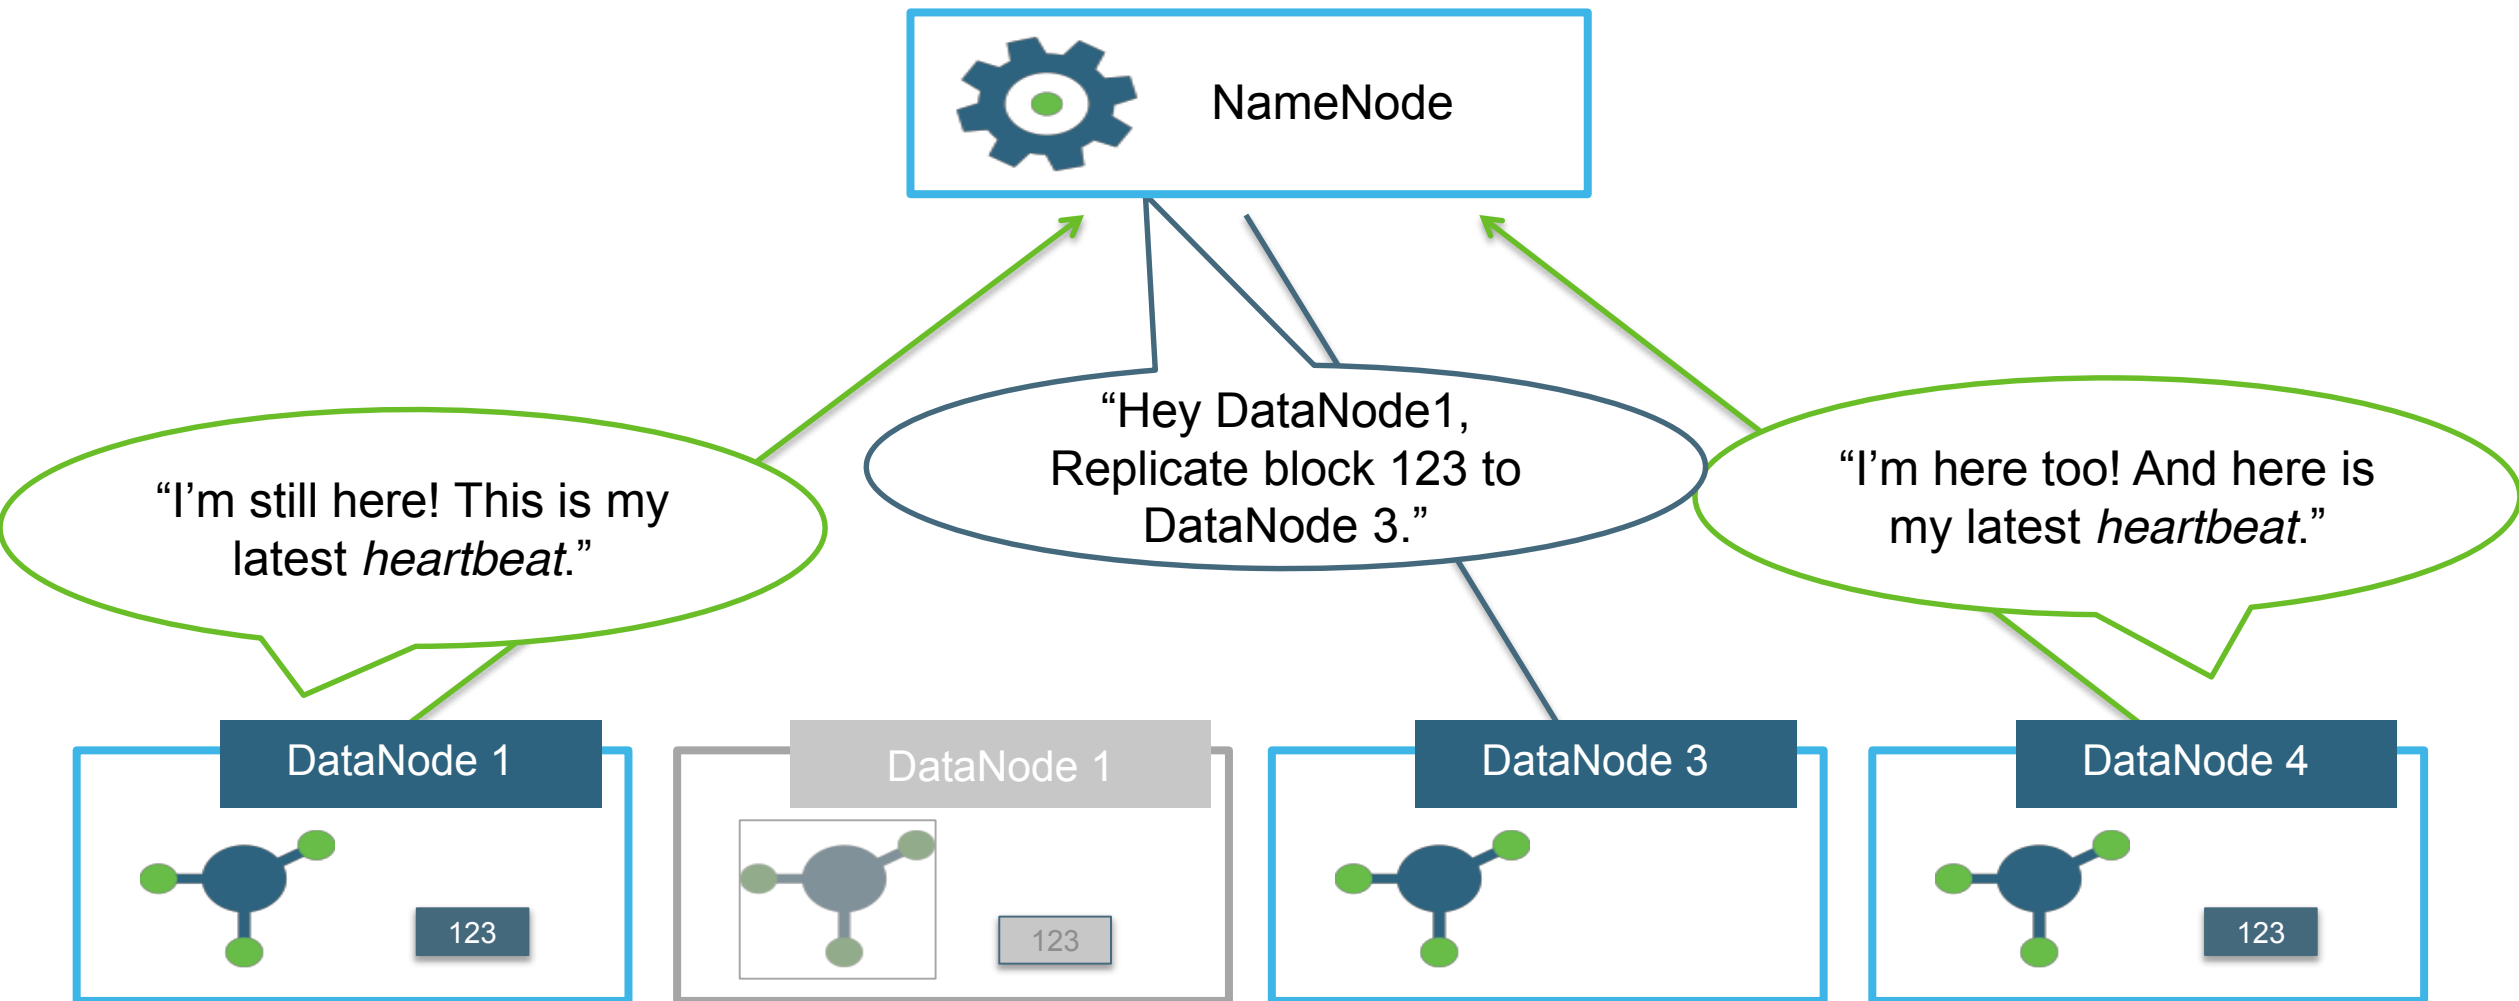 NameNode
“Hey DataNode1,
Replicate block 123 to
DataNode 3.”
“I’m still here! This is my
latest heartbeat.”
“I’m here too! And here is
my latest heartbeat.”
DataNode 1
DataNode 1
DataNode 3
DataNode 4
123
123
123